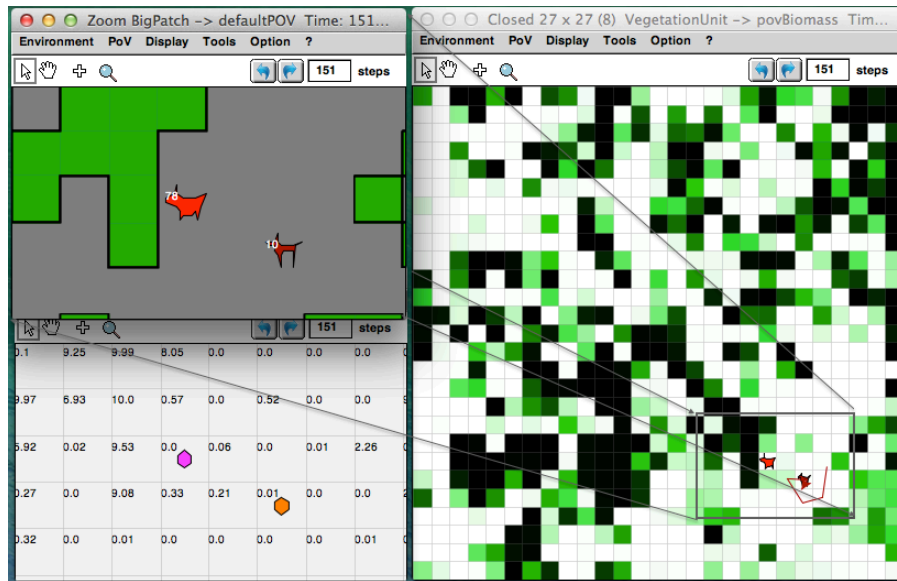 Zoom BigPatch -> defaultPOV Time: 151...
Environment PoV Display Tools Option ?
151 steps
78
10
151 steps
0.1 9.25 9.99 8.05 0.0 0.0 0.0 0.0
9.97 6.93 10.0 0.57 0.0 0.52 0.0 0.0
5.92 0.02 9.53 0.0 0.06 0.0 0.01 2.26
0.27 0.0 9.08 0.33 0.21 0.01 0.0 0.0
0.32 0.0 0.0 0.01 0.0 0.0 0.0 0.01
Closed 27 x 27 (8) VegetationUnit -> povBiomass Tim...
Environment PoV Display Tools Option ?
151 steps